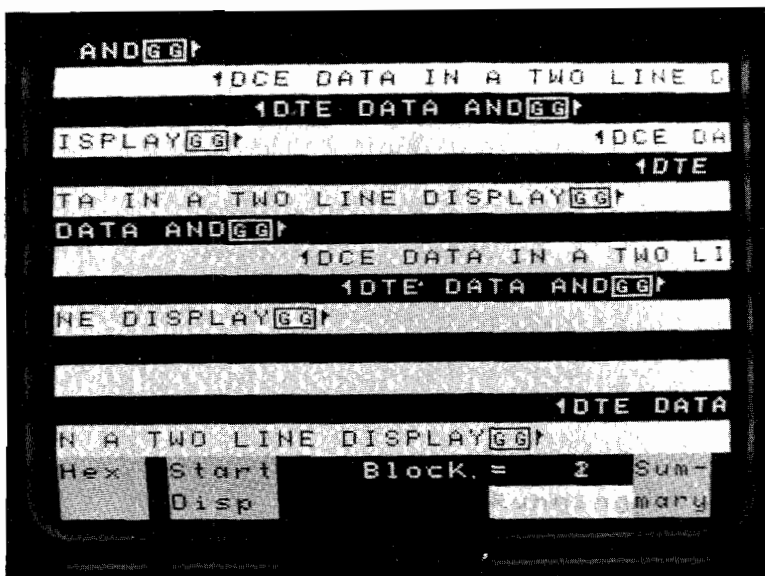 AND[GG]
DCE DATA IN A TWO LINE D
DTE DATA AND[GG]
ISPLAY[GG] DCE DA
DTE
TA IN A TWO LINE DISPLAY[GG]
DATA AND[GG]
DCE DATA IN A TWO LI
DTE DATA AND[GG]
NE DISPLAY[GG]
DTE DATA
N A TWO LINE DISPLAY[GG]
Hex Start Block = 2 Sum-
Disp mary